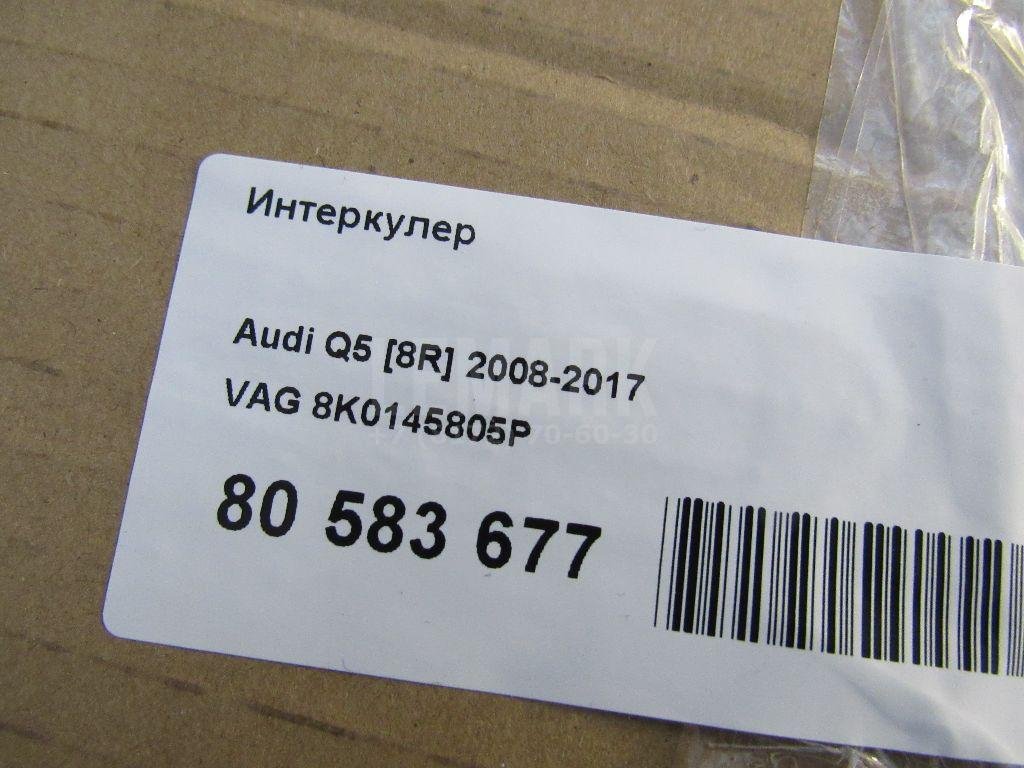 Интеркулер
Audi Q5 [8R] 2008-2017
VAG 8K0145805P
80 583 677